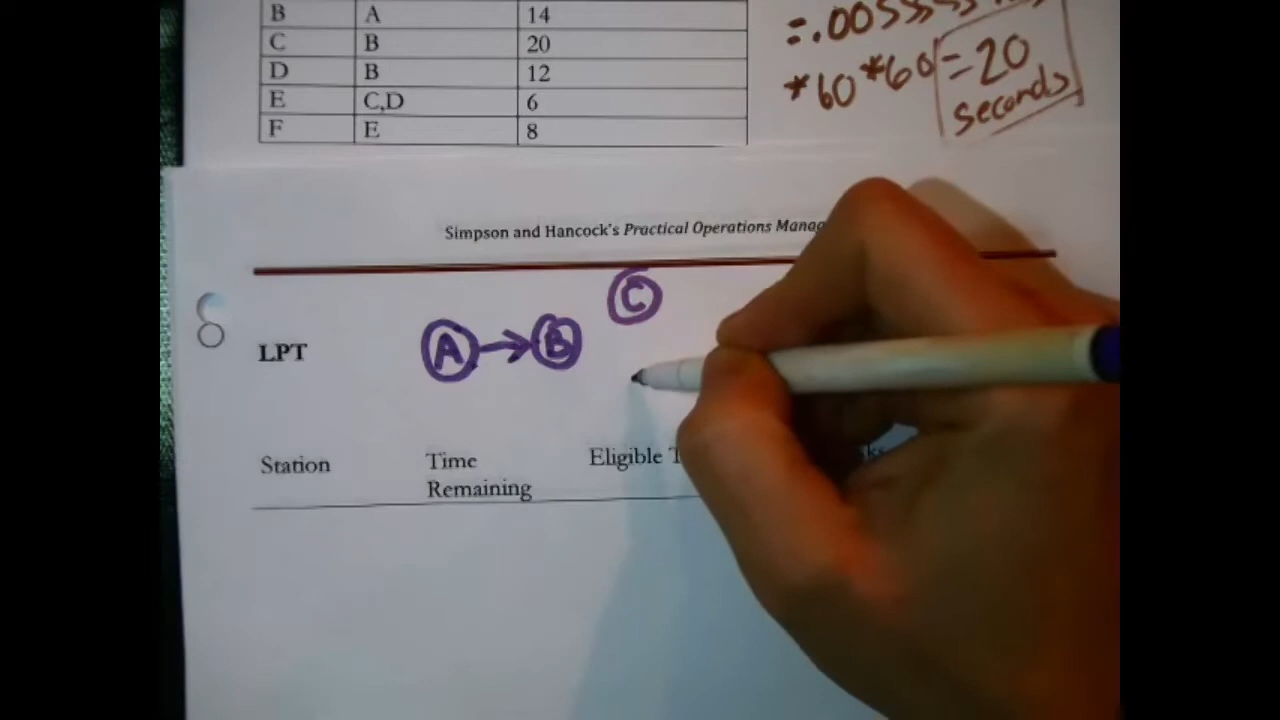 B A 14
C B 20
D B 12
E C,D 6
F E 8
=.00555
*60*60=20
seconds
Simpson and Hancock's Practical Operations
C
LPT A → B
Station Time Eligible
Remaining